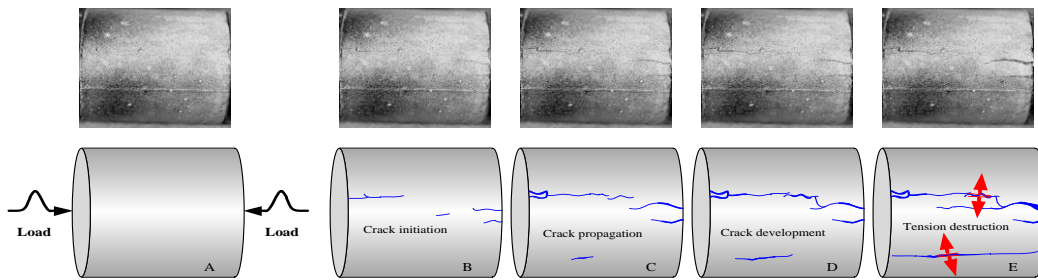 Load
Load
A
Crack initiation
B
Crack propagation
C
Crack development
D
Tension destruction
E